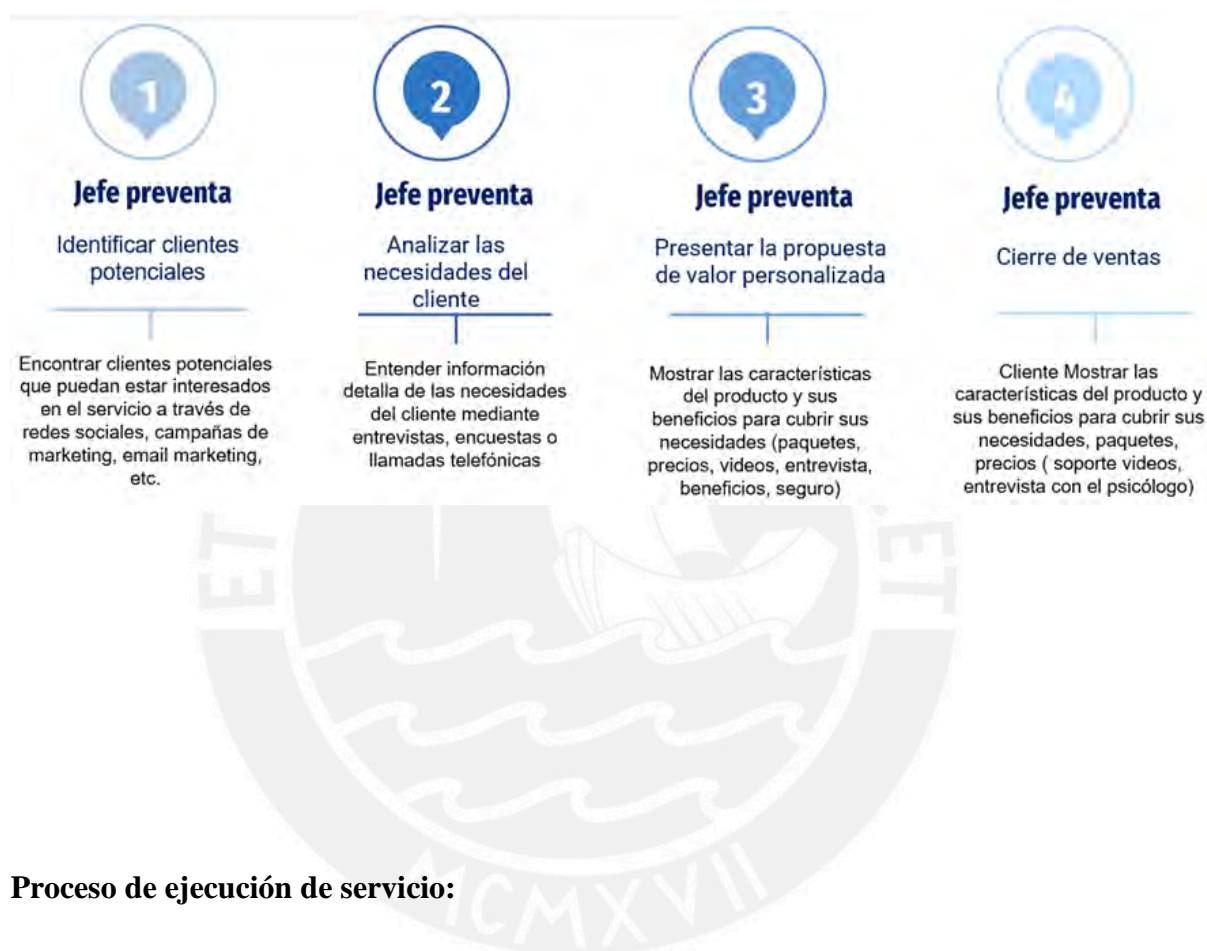 1
Jefe preventa
Identificar clientes
potenciales
Encontrar clientes potenciales
que puedan estar interesados
en el servicio a través de
redes sociales, campañas de
marketing, email marketing,
etc.
2
Jefe preventa
Analizar las
necesidades del
cliente
Entender información
detalla de las necesidades
del cliente mediante
entrevistas, encuestas o
llamadas telefónicas
3
Jefe preventa
Presentar la propuesta
de valor personalizada
Mostrar las características
del producto y sus
beneficios para cubrir sus
necesidades (paquetes,
precios, videos, entrevista,
beneficios, seguro)
4
Jefe preventa
Cierre de ventas
Cliente Mostrar las
características del producto y
sus beneficios para cubrir sus
necesidades, paquetes,
precios ( soporte videos,
entrevista con el psicólogo)
ET
ET
MCMXVII
Proceso de ejecución de servicio: